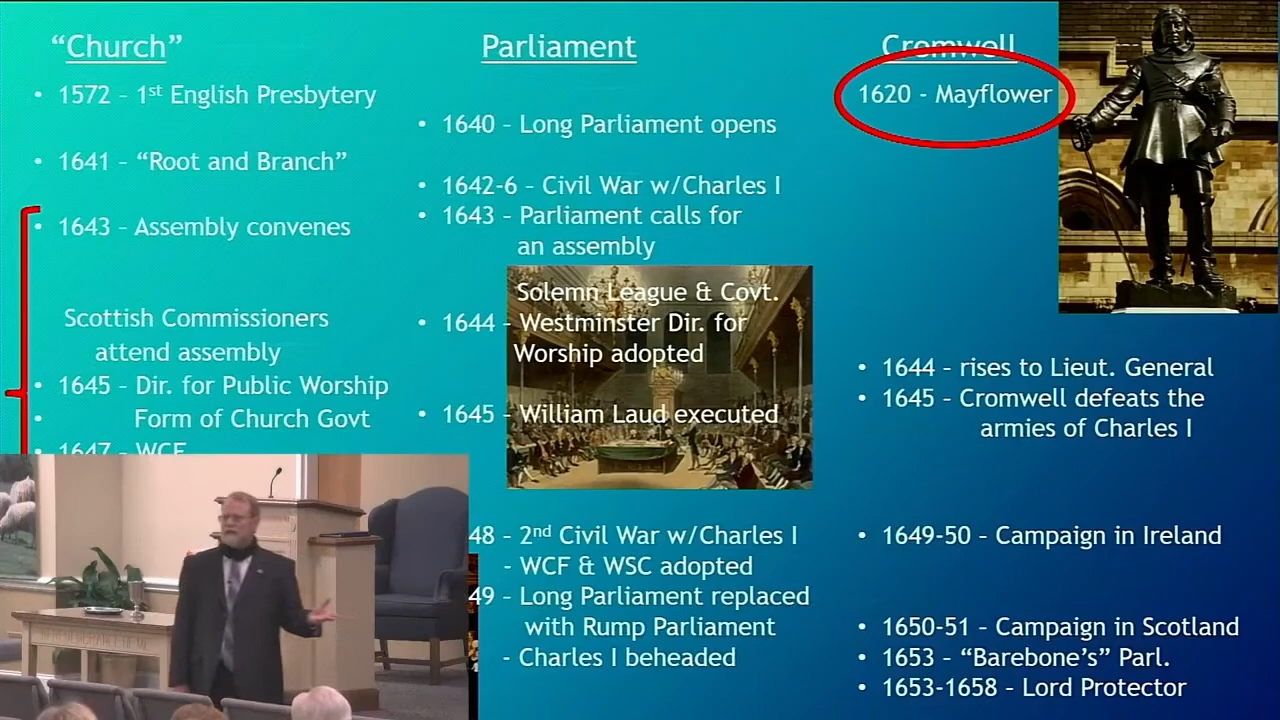 “Church”
• 1572 – 1st English Presbytery
• 1641 – “Root and Branch”
• 1643 – Assembly convenes
Scottish Commissioners
attend assembly
• 1645 – Dir. for Public Worship
• Form of Church Govt
• 1647 – WCF
Parliament
• 1640 – Long Parliament opens
• 1642-6 – Civil War w/Charles I
• 1643 – Parliament calls for
an assembly
Solemn League & Covt.
• 1644 – Westminster Dir. for
Worship adopted
• 1645 – William Laud executed
48 – 2nd Civil War w/Charles I
- WCF & WSC adopted
49 – Long Parliament replaced
with Rump Parliament
- Charles I beheaded
Cromwell
1620 - Mayflower
• 1644 – rises to Lieut. General
• 1645 – Cromwell defeats the
armies of Charles I
• 1649-50 – Campaign in Ireland
• 1650-51 – Campaign in Scotland
• 1653 – “Barebone’s” Parl.
• 1653-1658 – Lord Protector